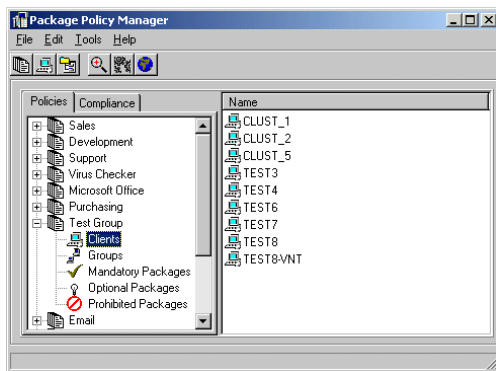 Package Policy Manager
File Edit Tools Help
Policies Compliance
Sales
Development
Support
Virus Checker
Microsoft Office
Purchasing
Test Group
Clients
Groups
Mandatory Packages
Optional Packages
Prohibited Packages
Email
Name
CLUST_1
CLUST_2
CLUST_5
TEST3
TEST4
TEST6
TEST7
TEST8
TEST8-VNT